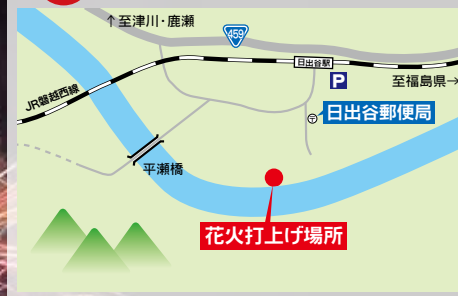 ↑至津川・鹿瀬
459
日出谷駅
P
至福島県→
JR磐越西線
〒日出谷郵便局
平瀬橋
花火打上げ場所